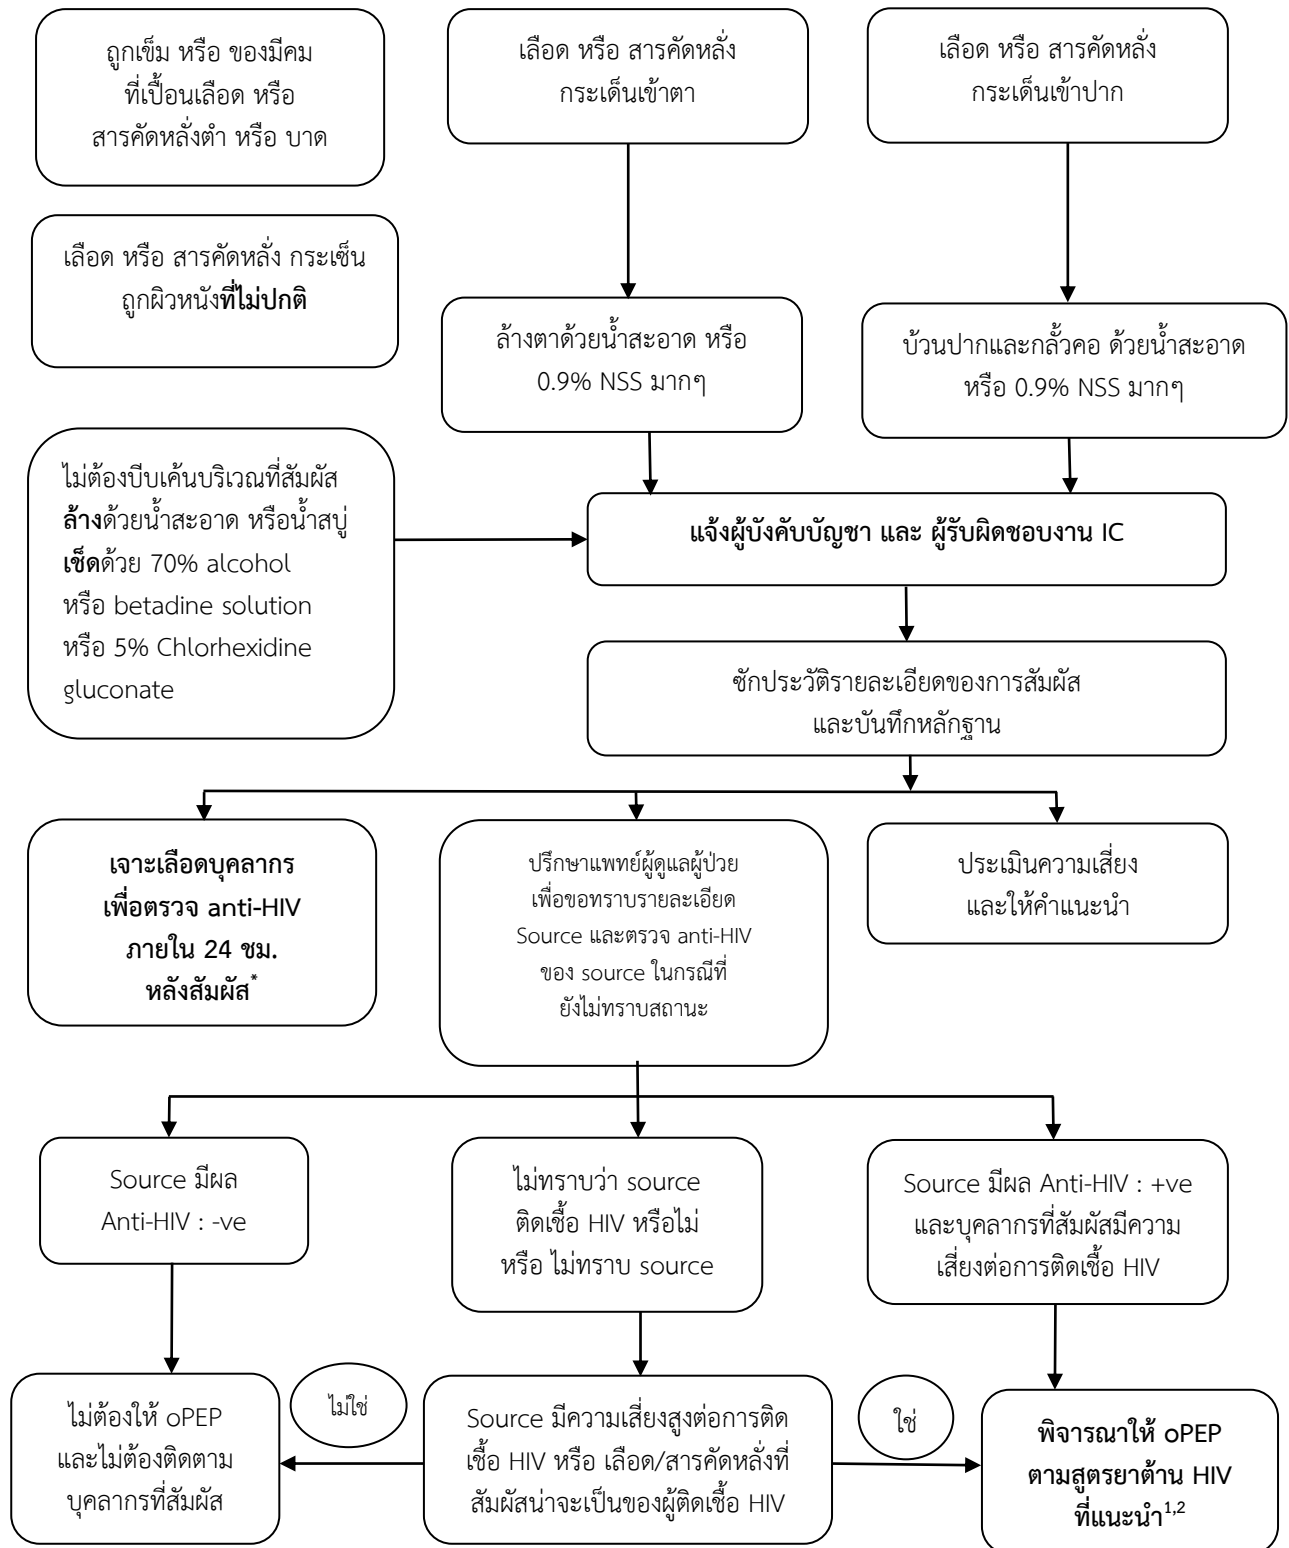 ถูกเข็ม หรือ ของมีคม
ที่เปื้อนเลือด หรือ
สารคัดหลั่งตำ หรือ บาด
เลือด หรือ สารคัดหลั่ง
กระเด็นเข้าตา
เลือด หรือ สารคัดหลั่ง
กระเด็นเข้าปาก
เลือด หรือ สารคัดหลั่ง กระเซ็น
ถูกผิวหนังที่ไม่ปกติ
ล้างตาด้วยน้ำสะอาด หรือ
0.9% NSS มากๆ
บ้วนปากและกลั้วคอ ด้วยน้ำสะอาด
หรือ 0.9% NSS มากๆ
ไม่ต้องบีบเค้นบริเวณที่สัมผัส
ล้างด้วยน้ำสะอาด หรือน้ำสบู่
เช็ดด้วย 70% alcohol
หรือ betadine solution
หรือ 5% Chlorhexidine
gluconate
แจ้งผู้บังคับบัญชา และ ผู้รับผิดชอบงาน IC
ซักประวัติรายละเอียดของการสัมผัส
และบันทึกหลักฐาน
เจาะเลือดบุคลากร
เพื่อตรวจ anti-HIV
ภายใน 24 ชม.
หลังสัมผัส*
ปรึกษาแพทย์ผู้ดูแลผู้ป่วย
เพื่อขอทราบรายละเอียด
Source และตรวจ anti-HIV
ของ source ในกรณีที่
ยังไม่ทราบสถานะ
ประเมินความเสี่ยง
และให้คำแนะนำ
Source มีผล
Anti-HIV : -ve
ไม่ทราบว่า source
ติดเชื้อ HIV หรือไม่
หรือ ไม่ทราบ source
Source มีผล Anti-HIV : +ve
และบุคลากรที่สัมผัสมีความ
เสี่ยงต่อการติดเชื้อ HIV
ไม่ต้องให้ oPEP
และไม่ต้องติดตาม
บุคลากรที่สัมผัส
ไม่ใช่
Source มีความเสี่ยงสูงต่อการติด
เชื้อ HIV หรือ เลือด/สารคัดหลั่งที่
สัมผัสน่าจะเป็นของผู้ติดเชื้อ HIV
ใช่
พิจารณาให้ oPEP
ตามสูตรยาต้าน HIV
ที่แนะนำ1,2